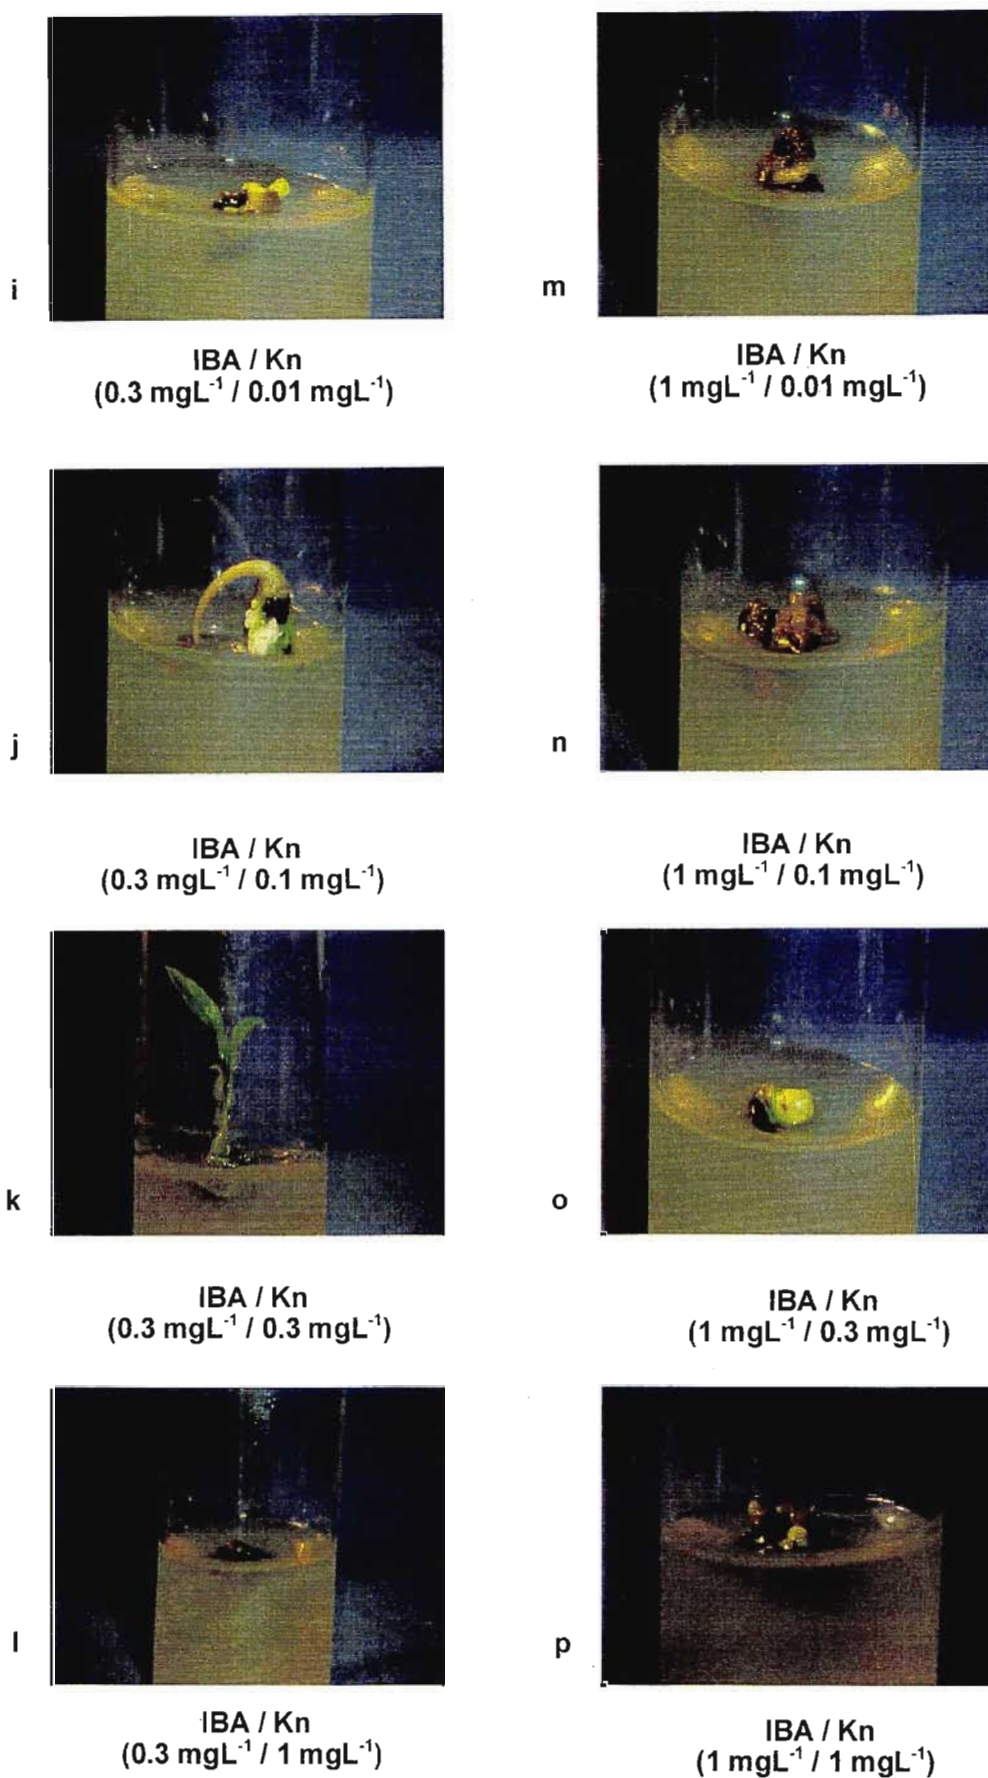 i
IBA / Kn
(0.3 mgL⁻¹ / 0.01 mgL⁻¹)
m
IBA / Kn
(1 mgL⁻¹ / 0.01 mgL⁻¹)
j
IBA / Kn
(0.3 mgL⁻¹ / 0.1 mgL⁻¹)
n
IBA / Kn
(1 mgL⁻¹ / 0.1 mgL⁻¹)
k
IBA / Kn
(0.3 mgL⁻¹ / 0.3 mgL⁻¹)
o
IBA / Kn
(1 mgL⁻¹ / 0.3 mgL⁻¹)
l
IBA / Kn
(0.3 mgL⁻¹ / 1 mgL⁻¹)
p
IBA / Kn
(1 mgL⁻¹ / 1 mgL⁻¹)